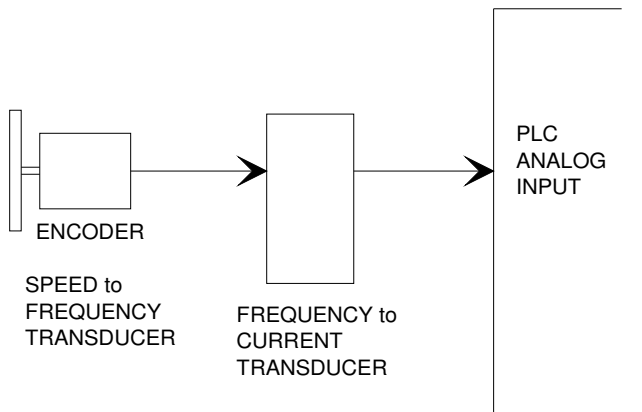 ENCODER
SPEED to
FREQUENCY
TRANSDUCER
FREQUENCY to
CURRENT
TRANSDUCER
PLC
ANALOG
INPUT